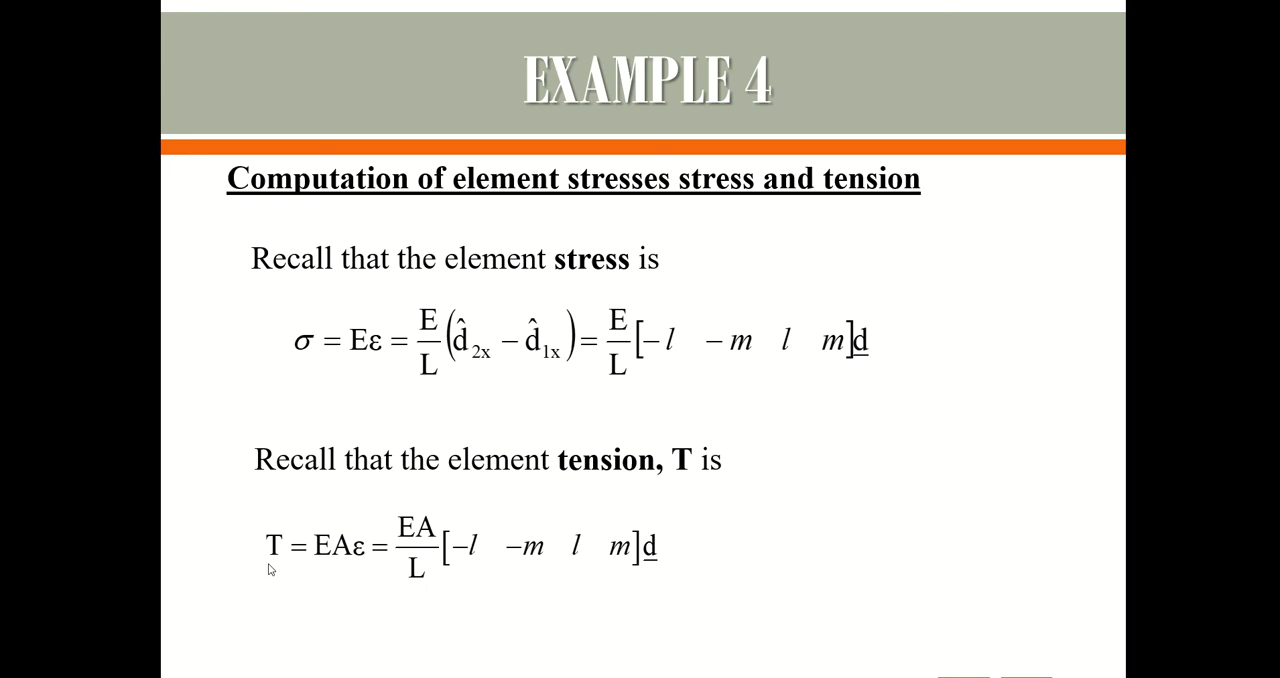 EXAMPLE 4
Computation of element stresses stress and tension
Recall that the element stress is
σ = Eε = E/L (d̂₂ₓ − d̂₁ₓ) = E/L [−l −m l m]d
Recall that the element tension, T is
T = EAε = EA/L [−l −m l m]d